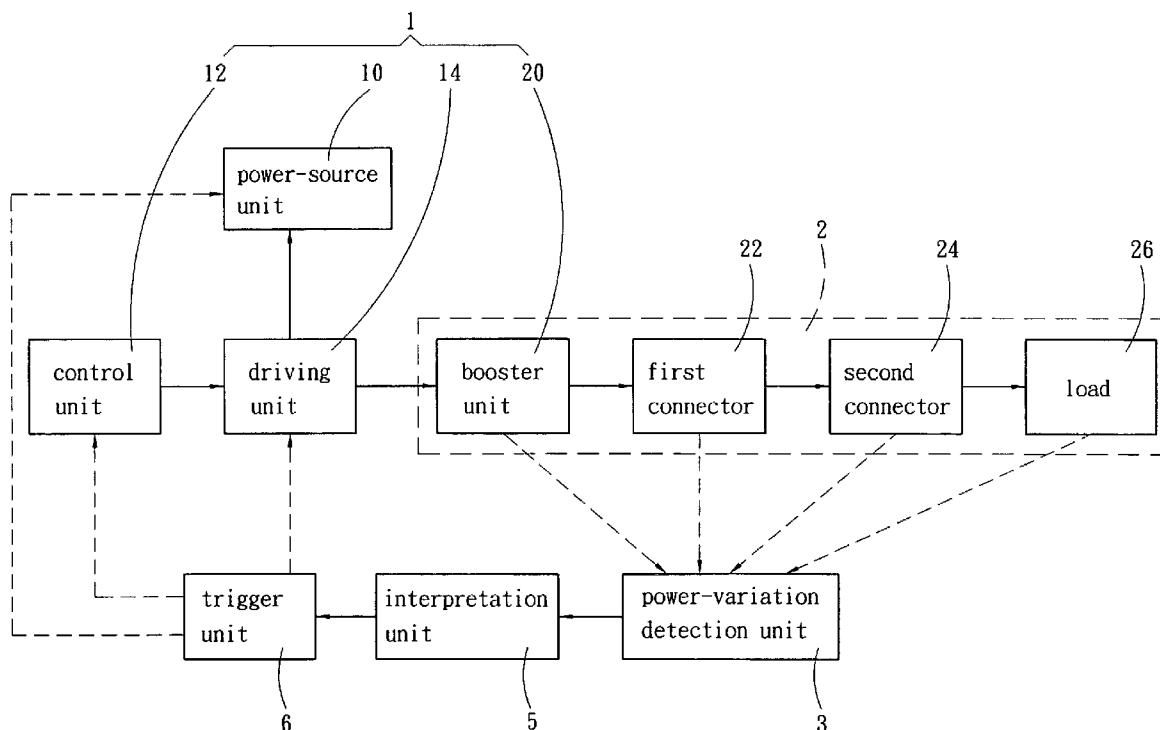 1
12
10
14
20
power-source
unit
2
22
24
26
control
unit
driving
unit
booster
unit
first
connector
second
connector
load
trigger
unit
interpretation
unit
power-variation
detection unit
6
5
3